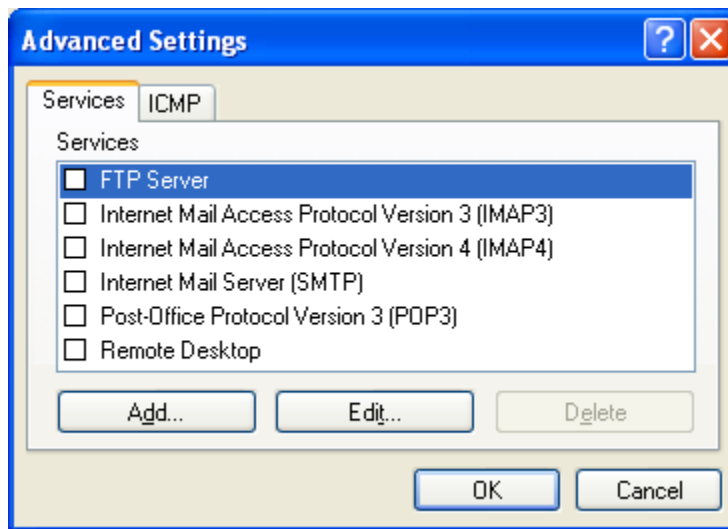 Advanced Settings
Services ICMP
Services
FTP Server
Internet Mail Access Protocol Version 3 (IMAP3)
Internet Mail Access Protocol Version 4 (IMAP4)
Internet Mail Server (SMTP)
Post-Office Protocol Version 3 (POP3)
Remote Desktop
Add... Edit... Delete
OK Cancel